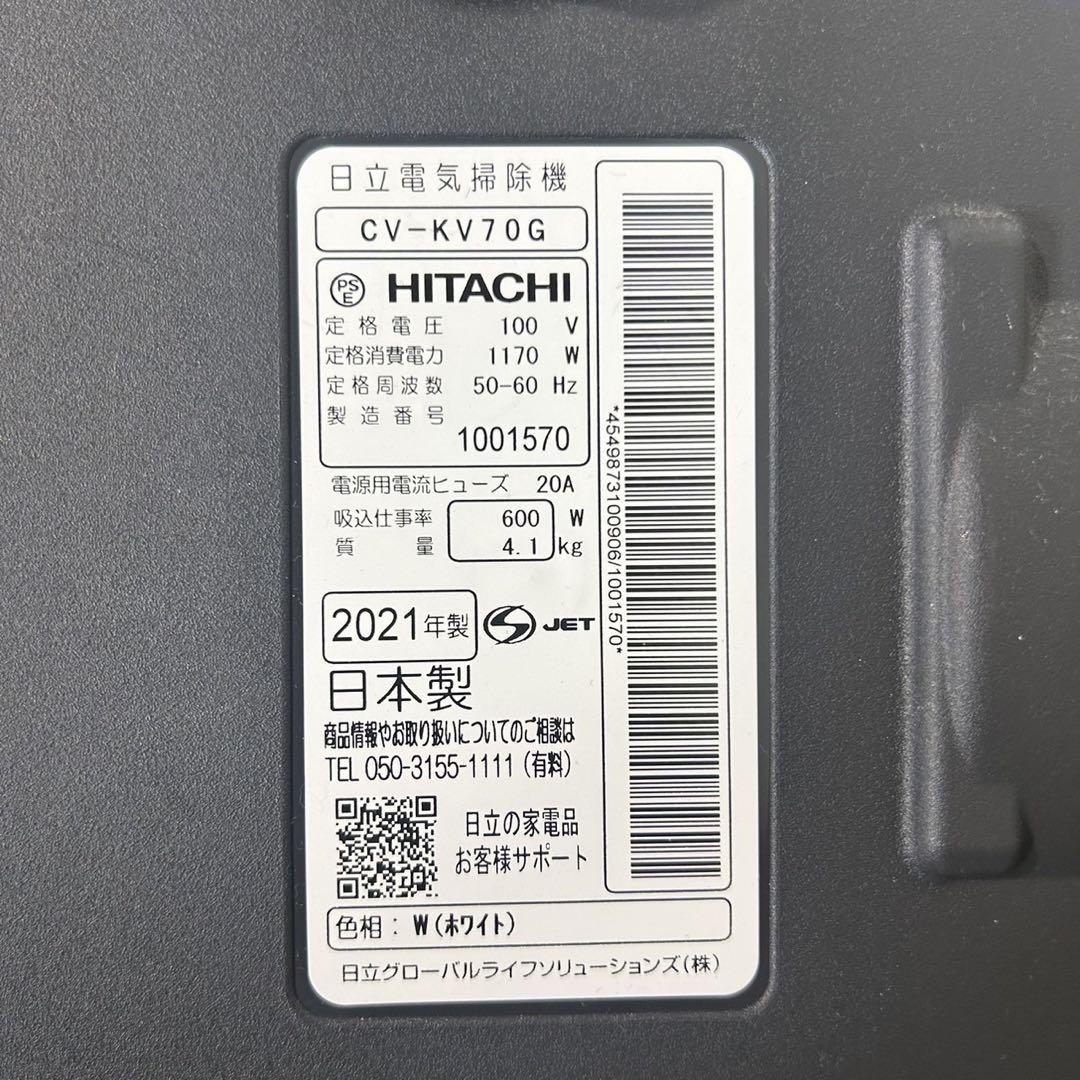 日立電気掃除機
CV-KV70G
PSE HITACHI
定格電圧 100 V
定格消費電力 1170 W
定格周波数 50-60 Hz
製造番号
1001570
電源用電流ヒューズ 20A
吸込仕事率 600 W
質量 4.1 kg
2021年製 S JET
日本製
商品情報やお取り扱いについてのご相談は
TEL 050-3155-1111(有料)
日立の家電品
お客様サポート
色相:W(ホワイト)
日立グローバルライフソリューションズ(株)
*4549873100906/1001570*